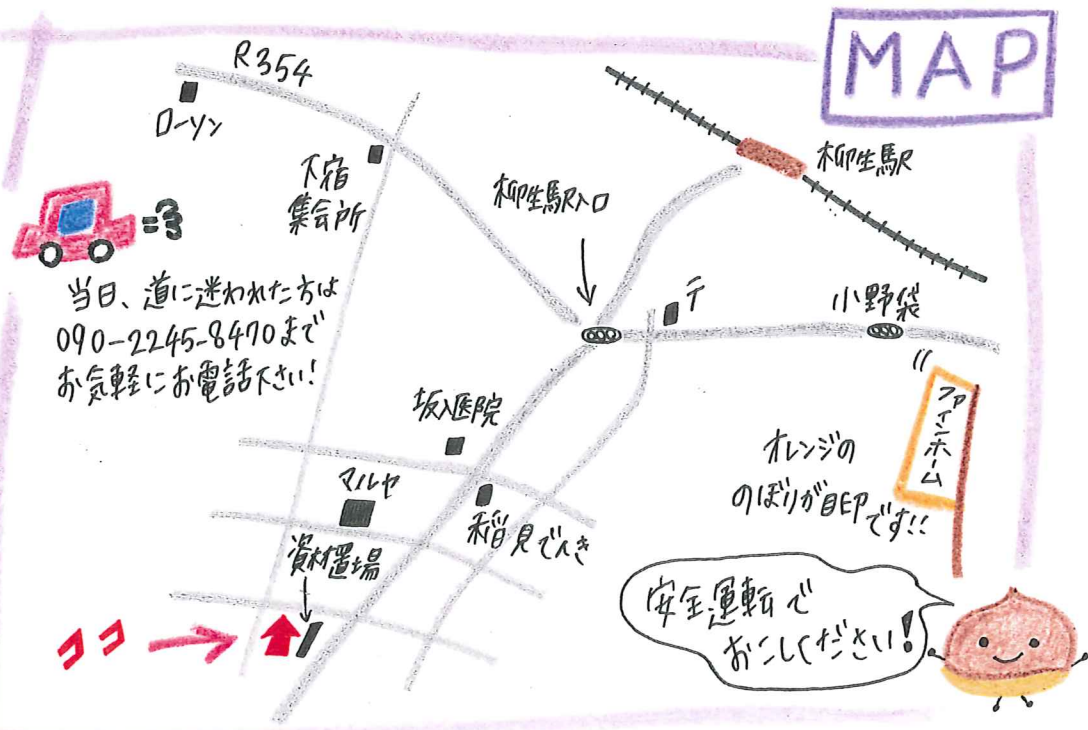 MAP
R354
ローソン
下宿
集会所
柳生駅入口
柳生駅
当日、道に迷われた方は
090-2245-8470まで
お気軽にお電話下さい!
〒
小野袋
坂入医院
マルヤ
稲見でんき
資材置場
ファインホーム
オレンジの
のぼりが目印です!!
ココ
安全運転で
おこしください!